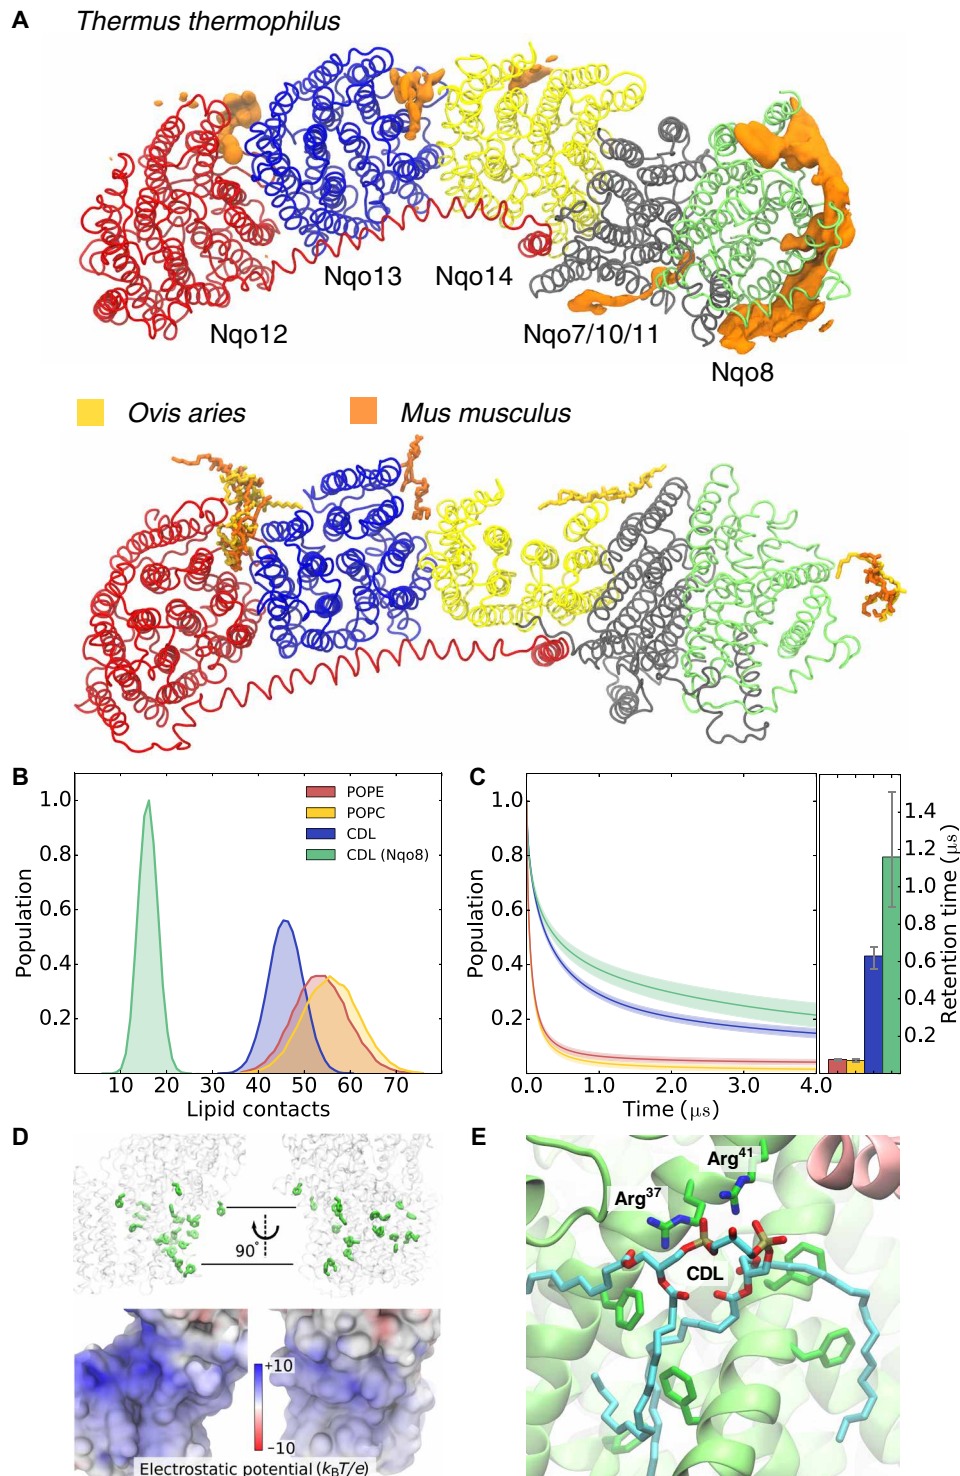 A Thermus thermophilus
Nqo13 Nqo14
Nqo12 Nqo7/10/11
Nqo8
Ovis aries Mus musculus
B
1.0
0.8
0.6
0.4
0.2
Population
10 20 30 40 50 60 70
Lipid contacts
POPE
POPC
CDL
CDL (Nqo8)
C
1.0
0.8
0.6
0.4
0.2
Population
0.0 1.0 2.0 3.0 4.0
Time (μs)
1.4
1.2
1.0
0.8
0.6
0.4
0.2
Retention time (μs)
D
90°
+10
−10
Electrostatic potential (kBT/e)
E
Arg41
Arg37
CDL